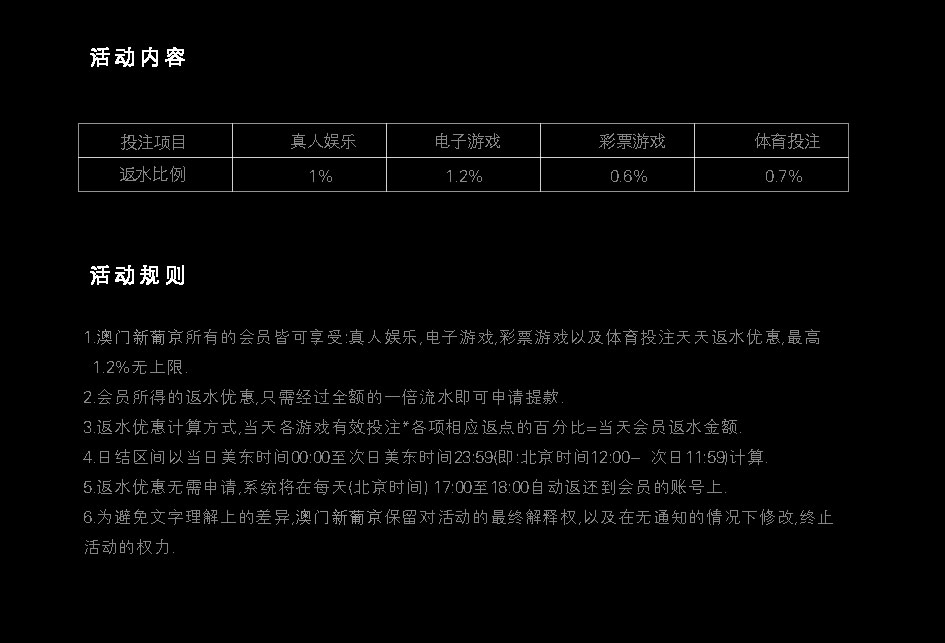 活动内容
投注项目 真人娱乐 电子游戏 彩票游戏 体育投注
返水比例 1% 1.2% 0.6% 0.7%
活动规则
1.澳门新葡京所有的会员皆可享受:真人娱乐,电子游戏,彩票游戏以及体育投注天天返水优惠,最高
1.2%无上限.
2.会员所得的返水优惠,只需经过全额的一倍流水即可申请提款.
3.返水优惠计算方式,当天各游戏有效投注*各项相应返点的百分比=当天会员返水金额.
4.日结区间以当日美东时间00:00至次日美东时间23:59(即:北京时间12:00– 次日11:59)计算.
5.返水优惠无需申请,系统将在每天(北京时间) 17:00至18:00自动返还到会员的账号上.
6.为避免文字理解上的差异,澳门新葡京保留对活动的最终解释权,以及在无通知的情况下修改,终止
活动的权力.